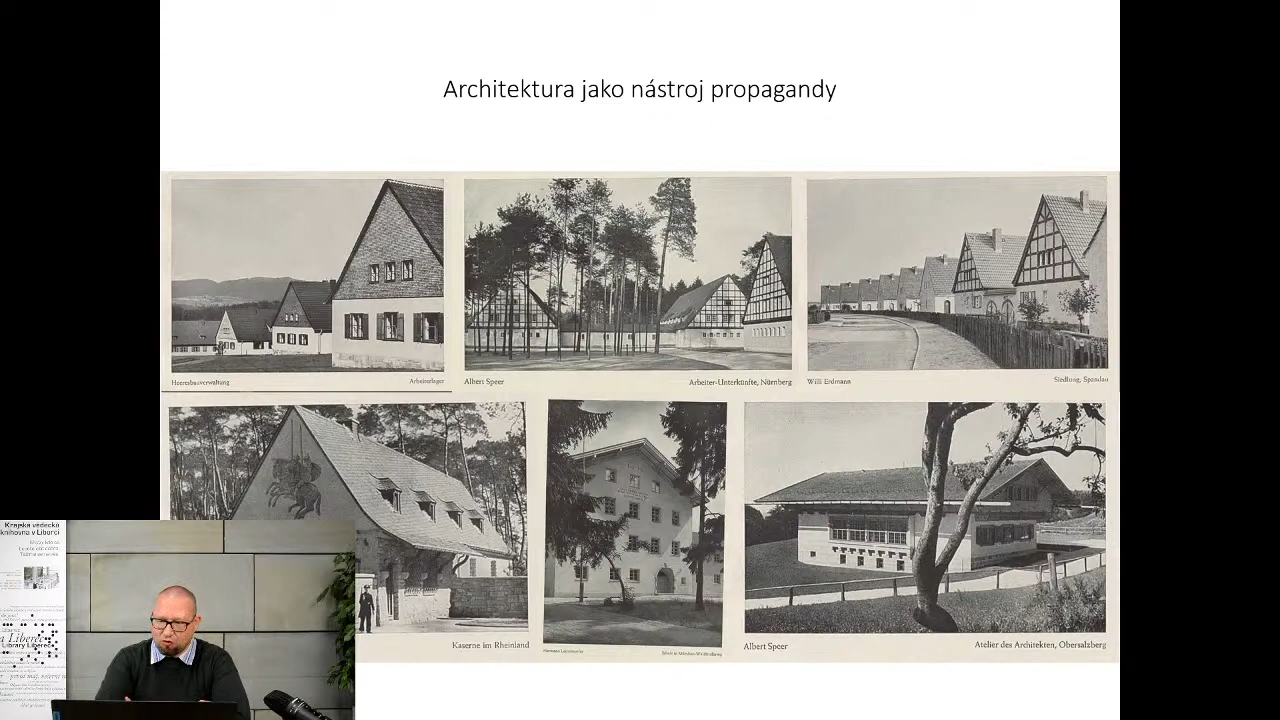 Architektura jako nástroj propagandy
Heeresbauverwaltung
Arbeiterlager
Albert Speer
Arbeiter-Unterkünfte, Nürnberg
Willi Erdmann
Siedlung, Spandau
Kaserne im Rheinland
Albert Speer
Atelier des Architekten, Obersalzberg
Krajská vědecká
knihovna v Liberci
Liberec
Library Liberec